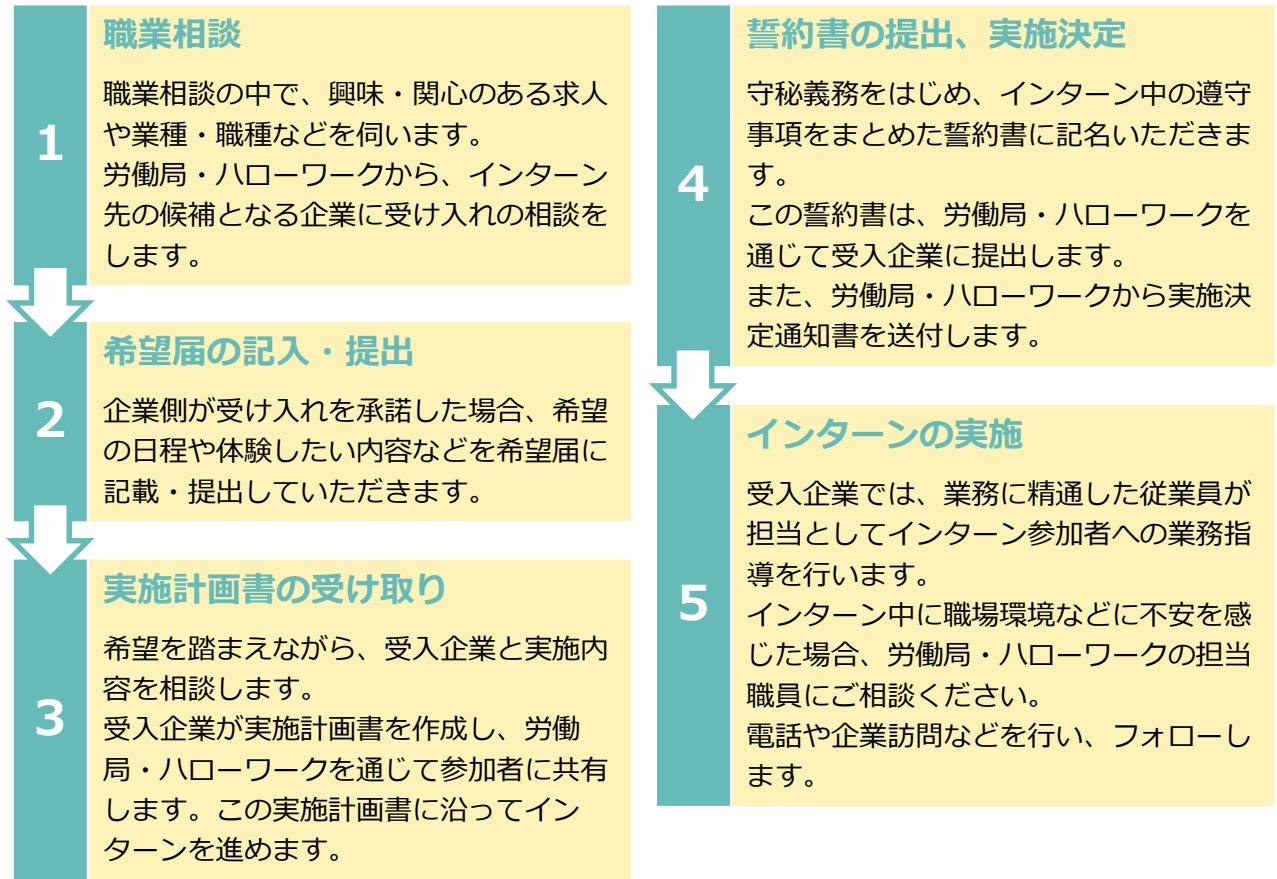 1
職業相談
職業相談の中で、興味・関心のある求人
や業種・職種などを伺います。
労働局・ハローワークから、インターン
先の候補となる企業に受け入れの相談を
します。
2
希望届の記入・提出
企業側が受け入れを承諾した場合、希望
の日程や体験したい内容などを希望届に
記載・提出していただきます。
3
実施計画書の受け取り
希望を踏まえながら、受入企業と実施内
容を相談します。
受入企業が実施計画書を作成し、労働
局・ハローワークを通じて参加者に共有
します。この実施計画書に沿ってイン
ターンを進めます。
4
誓約書の提出、実施決定
守秘義務をはじめ、インターン中の遵守
事項をまとめた誓約書に記名いただきま
す。
この誓約書は、労働局・ハローワークを
通じて受入企業に提出します。
また、労働局・ハローワークから実施決
定通知書を送付します。
5
インターンの実施
受入企業では、業務に精通した従業員が
担当としてインターン参加者への業務指
導を行います。
インターン中に職場環境などに不安を感
じた場合、労働局・ハローワークの担当
職員にご相談ください。
電話や企業訪問などを行い、フォローし
ます。